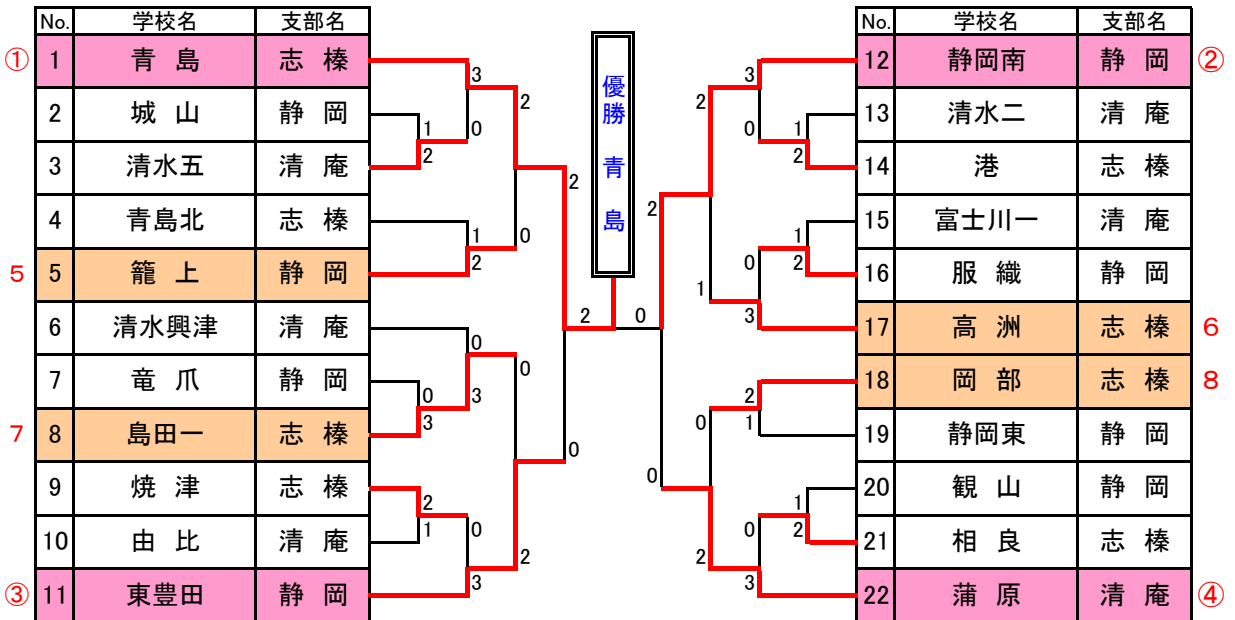 No. 学校名 支部名
① 1 青島 志榛
2 城山 静岡
3 清水五 清庵
4 青島北 志榛
5 5 籠上 静岡
6 清水興津 清庵
7 竜爪 静岡
7 8 島田一 志榛
9 焼津 志榛
10 由比 清庵
③ 11 東豊田 静岡
3
1
0
2
2
1
2
0
2
0
0
3
3
0
2
1
0
3
2
0
2
優勝 青島
0
2
0
2
1
0
2
3
0
1
2
0
1
2
3
2
1
0
1
2
3
No. 学校名 支部名
12 静岡南 静岡 ②
13 清水二 清庵
14 港 志榛
15 富士川一 清庵
16 服織 静岡
17 高洲 志榛 6
18 岡部 志榛 8
19 静岡東 静岡
20 観山 静岡
21 相良 志榛
22 蒲原 清庵 ④